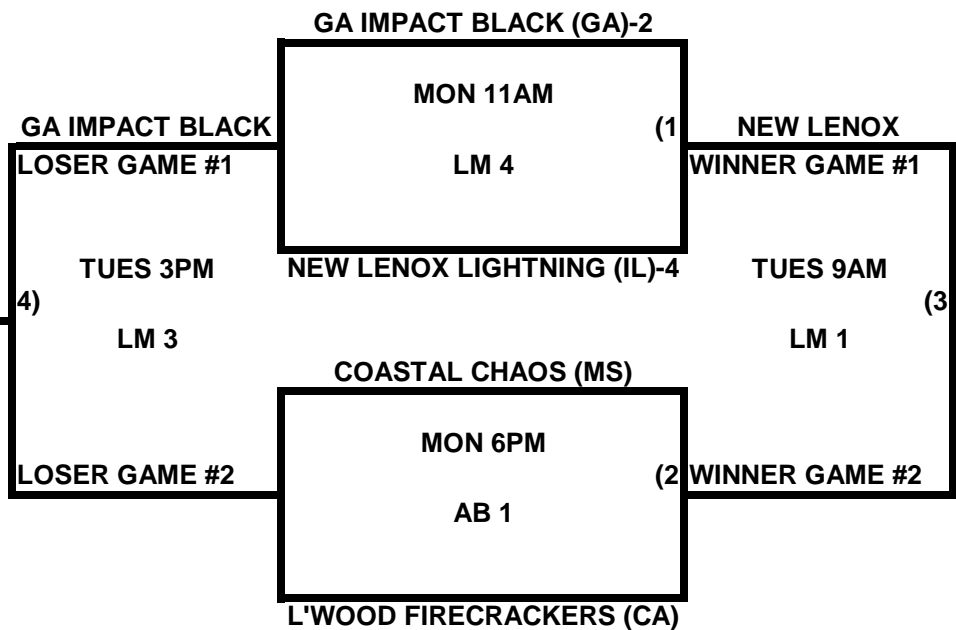 GA IMPACT BLACK (GA)-2
MON 11AM
GA IMPACT BLACK
(1
NEW LENOX
LOSER GAME #1
LM 4
WINNER GAME #1
TUES 3PM
NEW LENOX LIGHTNING (IL)-4
TUES 9AM
4)
(3
LM 3
LM 1
COASTAL CHAOS (MS)
MON 6PM
LOSER GAME #2
(2
WINNER GAME #2
AB 1
L'WOOD FIRECRACKERS (CA)